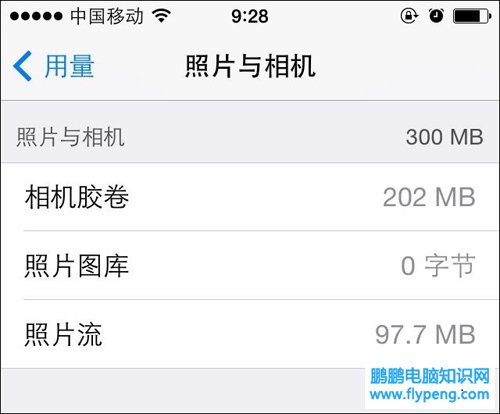 中国移动 9:28
用量 照片与相机
照片与相机 300 MB
相机胶卷 202 MB
照片图库 0 字节
照片流 97.7 MB
鹏鹏电脑知识网
www.flypeng.com